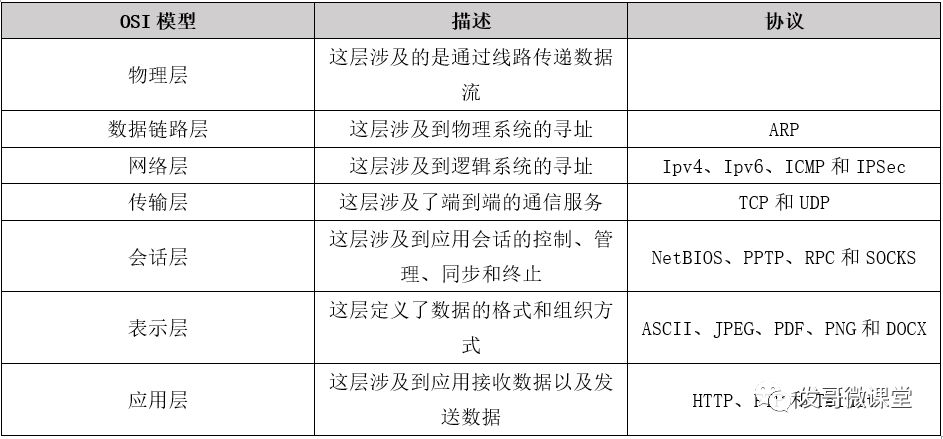 OSI 模型 描述 协议
物理层 这层涉及的是通过线路传递数据
流
数据链路层 这层涉及到物理系统的寻址 ARP
网络层 这层涉及到逻辑系统的寻址 Ipv4、Ipv6、ICMP 和 IPSec
传输层 这层涉及了端到端的通信服务 TCP 和 UDP
会话层 这层涉及到应用会话的控制、管
理、同步和终止 NetBIOS、PPTP、RPC 和 SOCKS
表示层 这层定义了数据的格式和组织方
式 ASCII、JPEG、PDF、PNG 和 DOCX
应用层 这层涉及到应用接收数据以及发
送数据 HTTP、 和
发哥微课堂